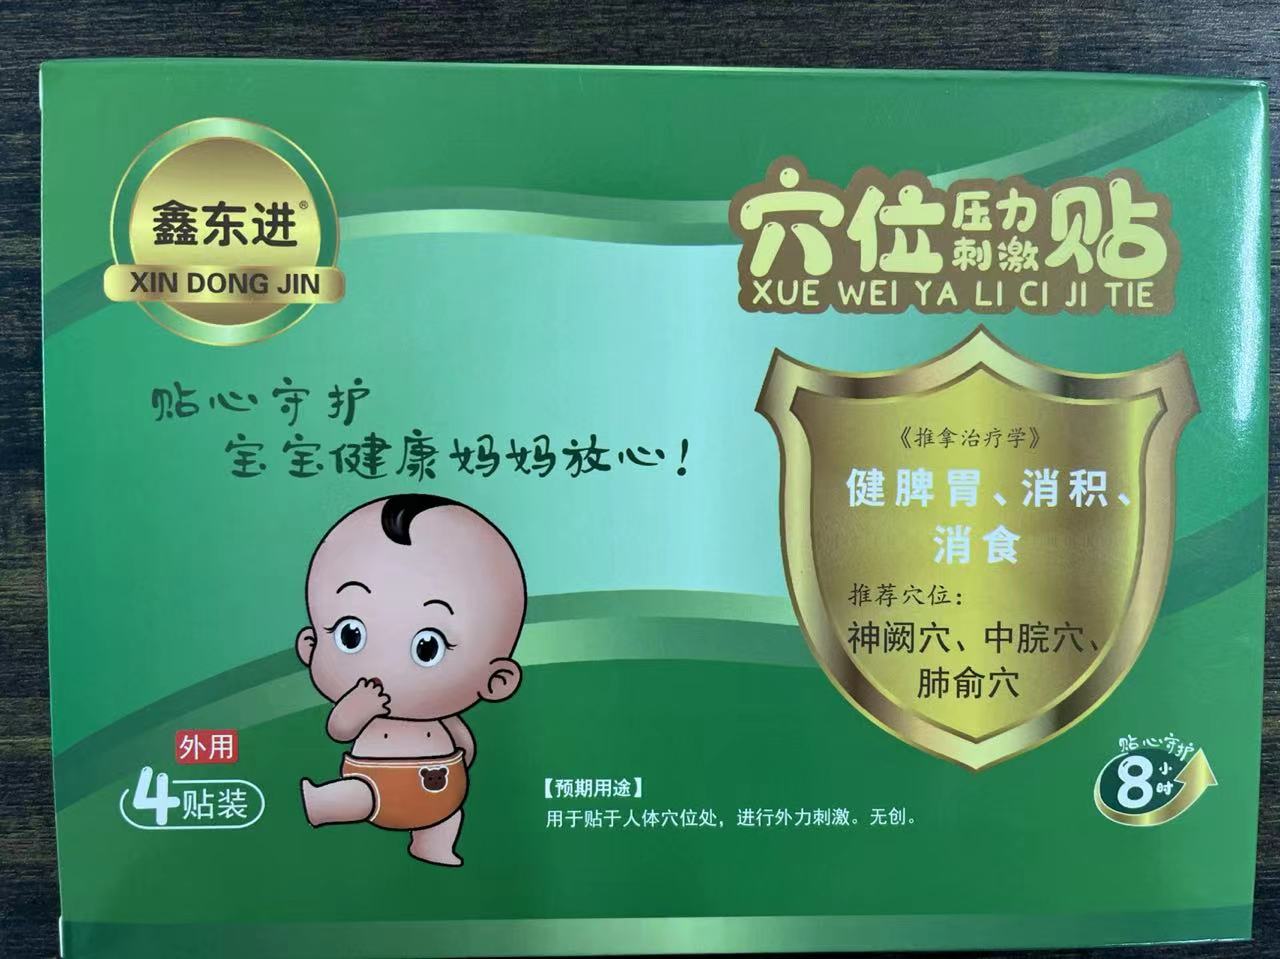 鑫东进®
XIN DONG JIN
穴位压力刺激贴
XUE WEI YA LI CI JI TIE
贴心守护
宝宝健康妈妈放心!
《推拿治疗学》
健脾胃、消积、
消食
推荐穴位:
神阙穴、中脘穴、
肺俞穴
外用
4贴装
【预期用途】
用于贴于人体穴位处，进行外力刺激。无创。
贴心守护
8小时